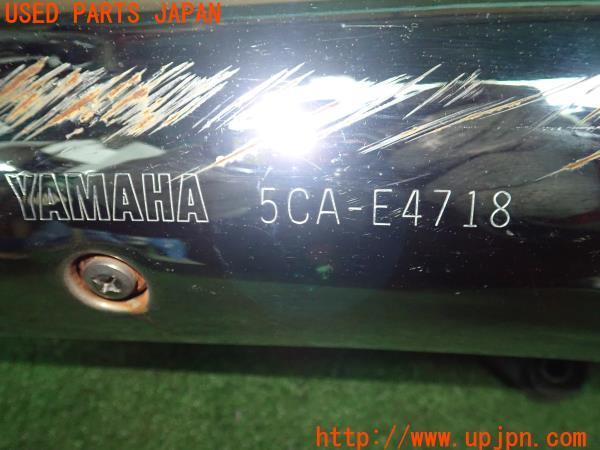 USED PARTS JAPAN
YAMAHA 5CA-E4718
http://www.upjpn.com/